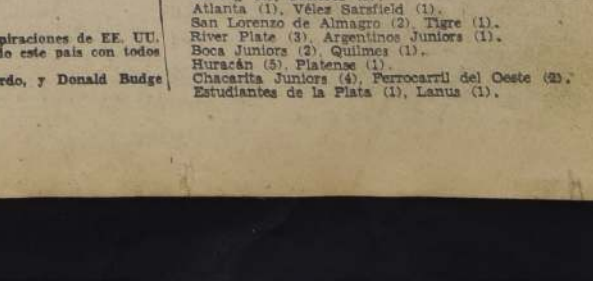 piraciones de EE. UU.
do este pais con todos
rdo, y Donald Budge
Atlanta (1), Vélez Sarsfield (1).
San Lorenzo de Almagro (2), Tigre (1).
River Plate (3), Argentinos Juniors (1).
Boca Juniors (2), Quilmes (1).
Huracán (5), Platense (1).
Chacarita Juniors (4), Ferrocarril del Oeste (2).
Estudiantes de la Plata (1), Lanus (1).